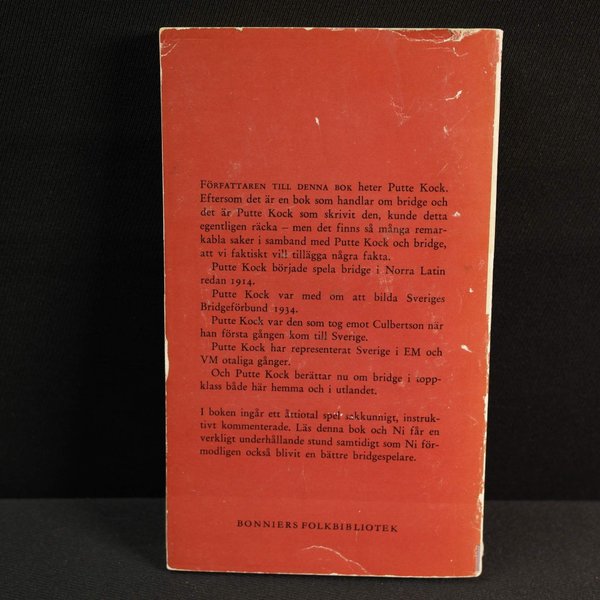 FÖRFATTAREN TILL DENNA BOK heter Putte Kock.
Eftersom det är en bok som handlar om bridge och
det är Putte Kock som skrivit den, kunde detta
egentligen räcka – men det finns så många remar-
kabla saker i samband med Putte Kock och bridge,
att vi faktiskt vill tillägga några fakta.
Putte Kock började spela bridge i Norra Latin
redan 1914.
Putte Kock var med om att bilda Sveriges
Bridgeförbund 1934.
Putte Kock var den som tog emot Culbertson när
han första gången kom till Sverige.
Putte Kock har representerat Sverige i EM och
VM otaliga gånger.
Och Putte Kock berättar nu om bridge i topp-
klass både här hemma och i utlandet.
I boken ingår ett åttiotal spel sakkunnigt, instruk-
tivt kommenterade. Läs denna bok och Ni får en
verkligt underhållande stund samtidigt som Ni för-
modligen också blivit en bättre bridgespelare.
BONNIERS FOLKBIBLIOTEK